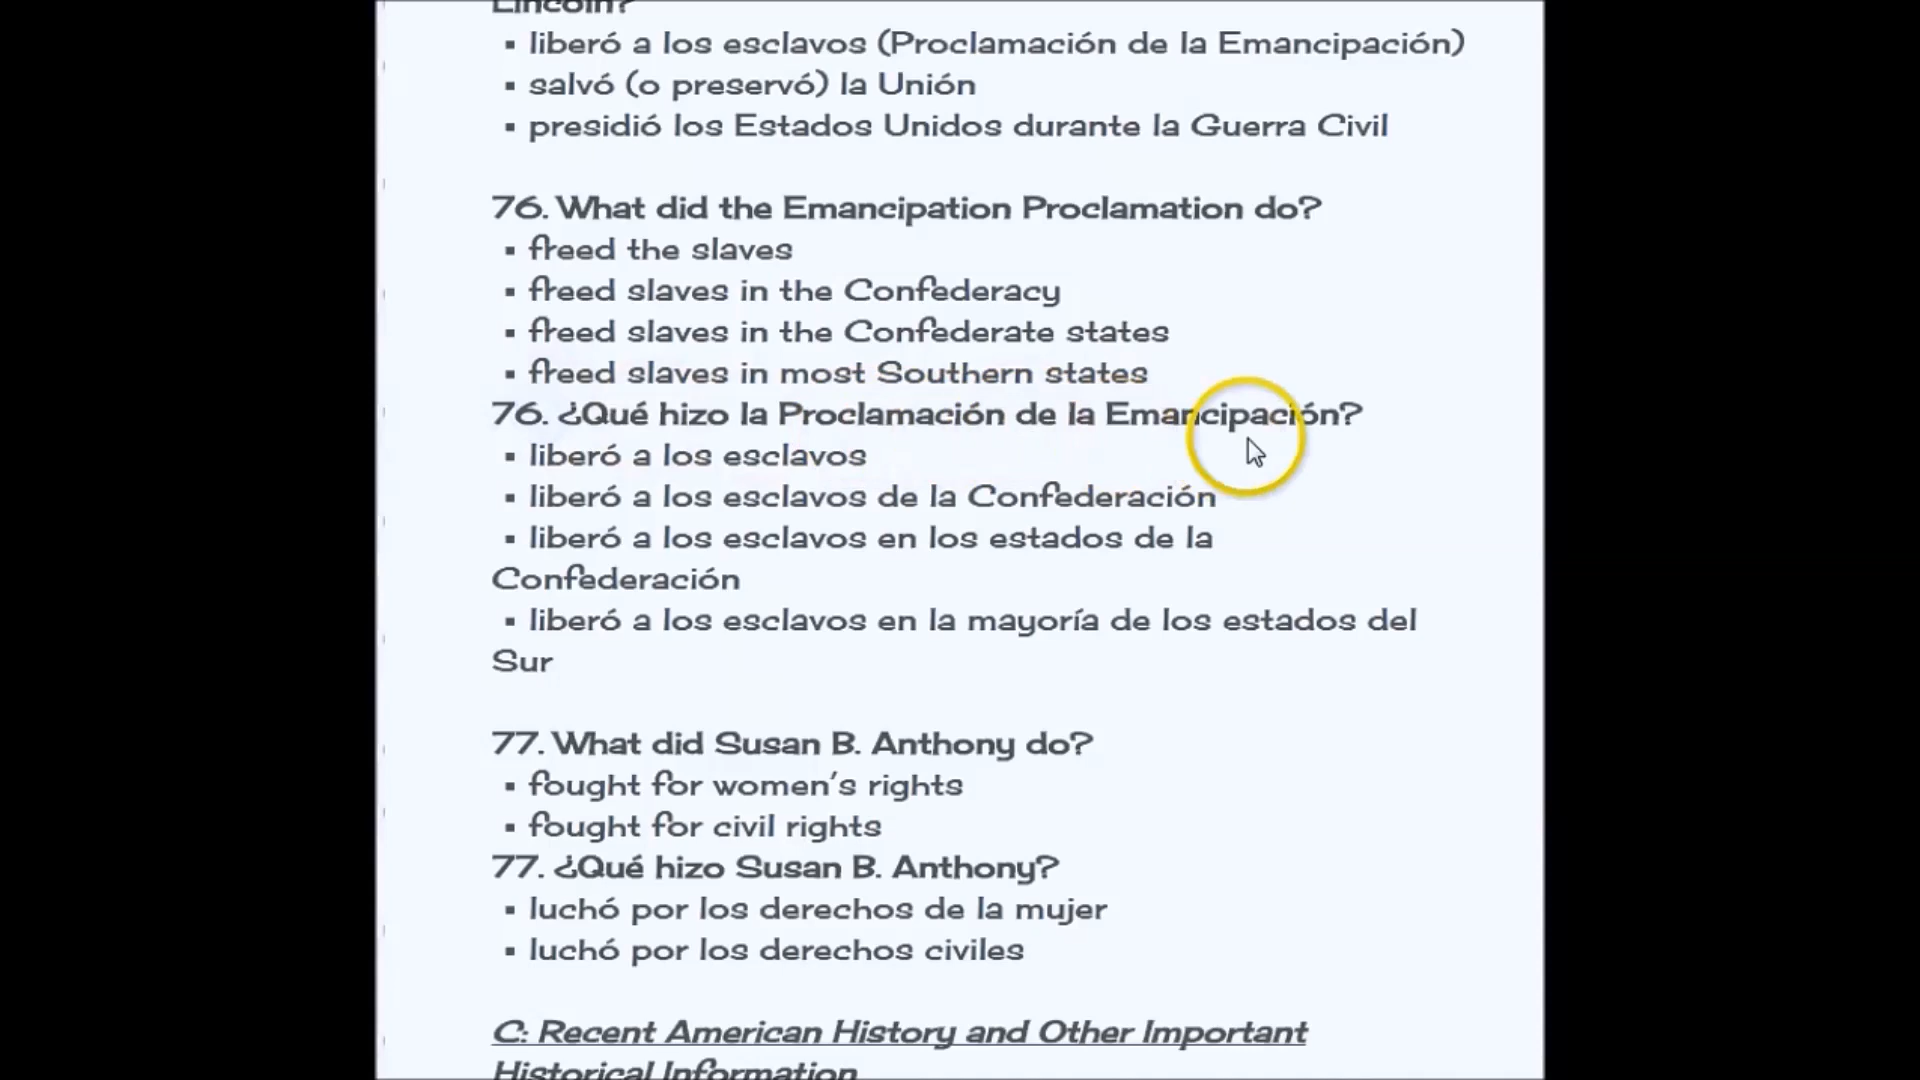 Lincoln?
▪ liberó a los esclavos (Proclamación de la Emancipación)
▪ salvó (o preservó) la Unión
▪ presidió los Estados Unidos durante la Guerra Civil
76. What did the Emancipation Proclamation do?
▪ freed the slaves
▪ freed slaves in the Confederacy
▪ freed slaves in the Confederate states
▪ freed slaves in most Southern states
76. ¿Qué hizo la Proclamación de la Emancipación?
▪ liberó a los esclavos
▪ liberó a los esclavos de la Confederación
▪ liberó a los esclavos en los estados de la
Confederación
▪ liberó a los esclavos en la mayoría de los estados del
Sur
77. What did Susan B. Anthony do?
▪ fought for women's rights
▪ fought for civil rights
77. ¿Qué hizo Susan B. Anthony?
▪ luchó por los derechos de la mujer
▪ luchó por los derechos civiles
C: Recent American History and Other Important
Historical Information